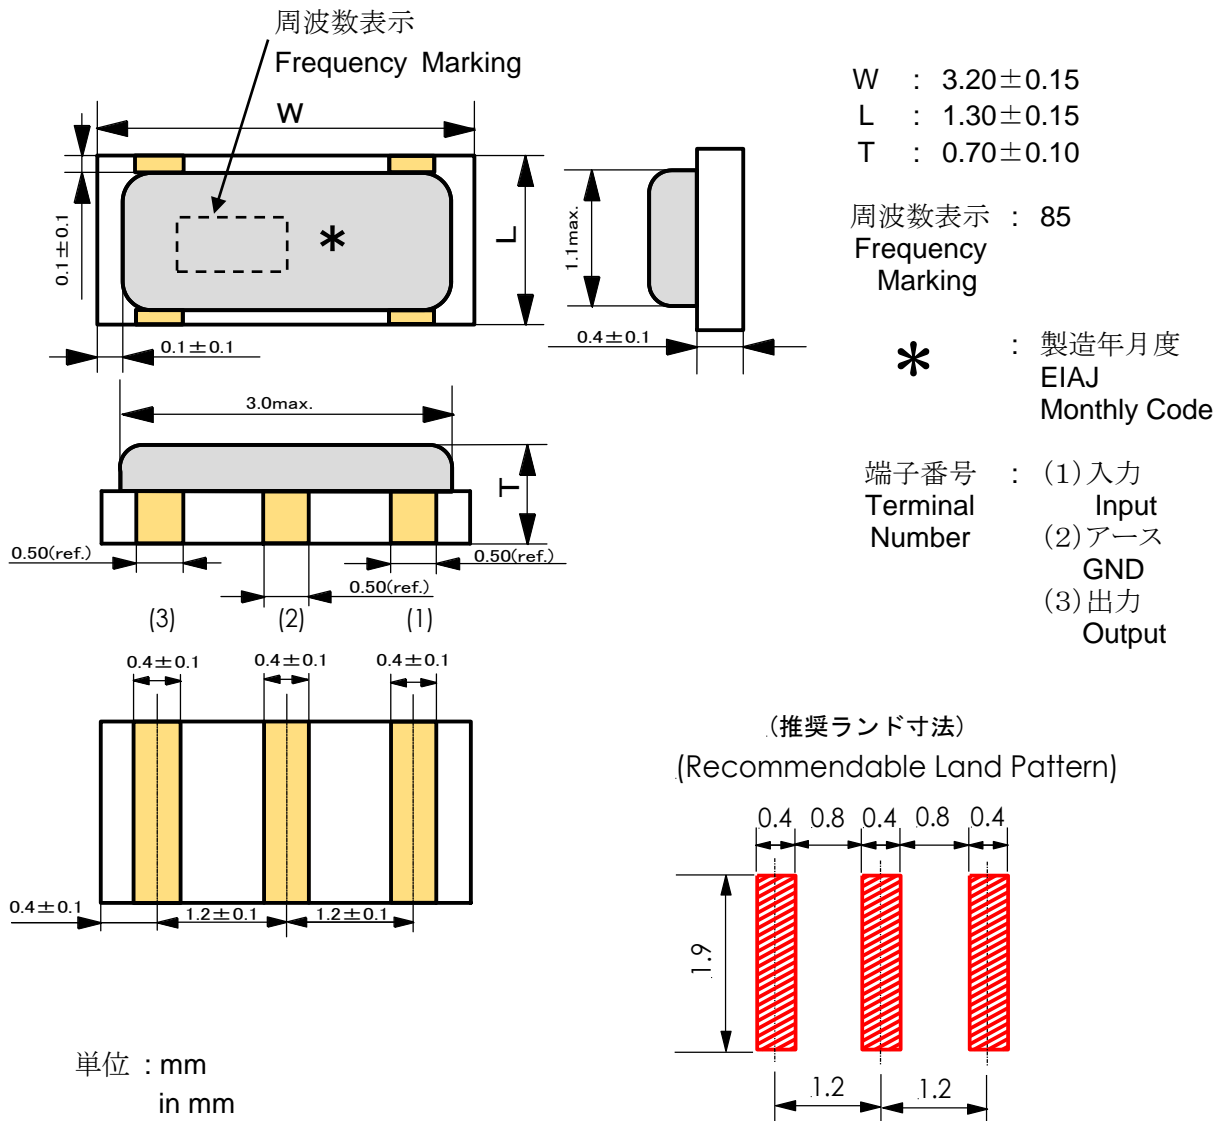 周波数表示
Frequency Marking
W
L
0.1±0.1
0.1±0.1
1.1max.
0.4±0.1
W : 3.20±0.15
L : 1.30±0.15
T : 0.70±0.10
周波数表示 : 85
Frequency
Marking
* : 製造年月度
EIAJ
Monthly Code
端子番号 : (1)入力
Terminal Input
Number (2)アース
GND
(3)出力
Output
*
3.0max.
T
0.50(ref.)
0.50(ref.)
0.50(ref.)
(3) (2) (1)
0.4±0.1 0.4±0.1 0.4±0.1
0.4±0.1 1.2±0.1 1.2±0.1
(推奨ランド寸法)
(Recommendable Land Pattern)
0.4 0.8 0.4 0.8 0.4
1.9
1.2 1.2
単位 : mm
in mm